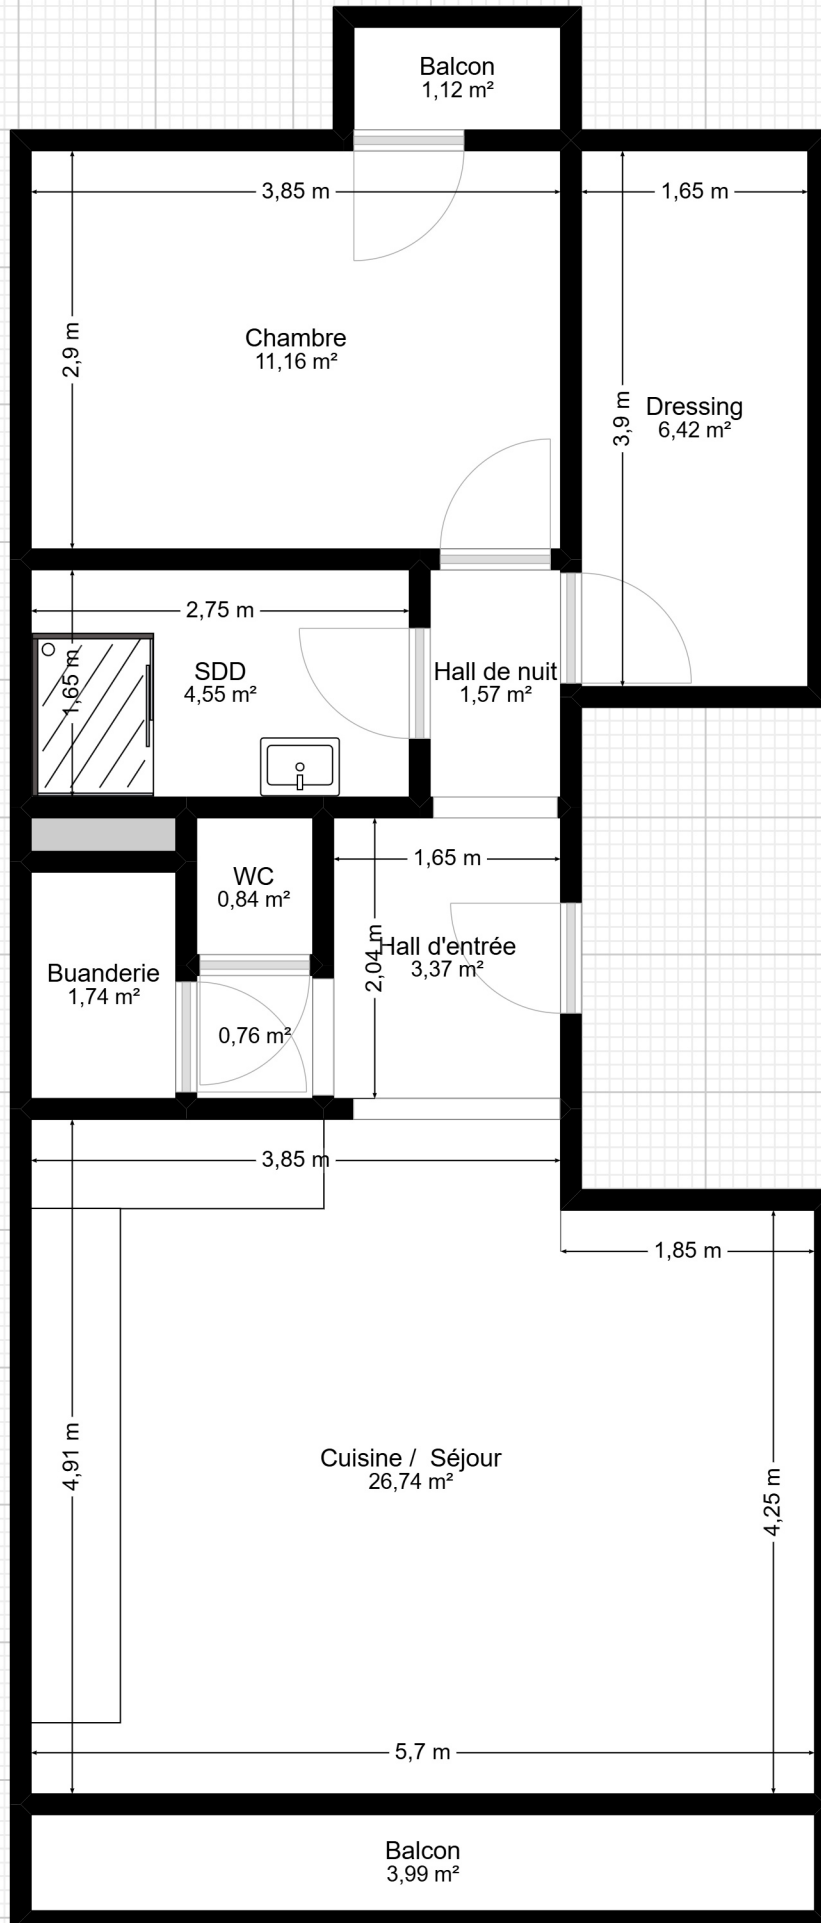 Balcon
1,12 m²
3,85 m
1,65 m
2,9 m
Chambre
11,16 m²
3,9 m
Dressing
6,42 m²
2,75 m
1,65 m
SDD
4,55 m²
Hall de nuit
1,57 m²
1,65 m
WC
0,84 m²
2,04 m
Hall d'entrée
3,37 m²
Buanderie
1,74 m²
0,76 m²
3,85 m
1,85 m
4,91 m
Cuisine / Séjour
26,74 m²
4,25 m
5,7 m
Balcon
3,99 m²